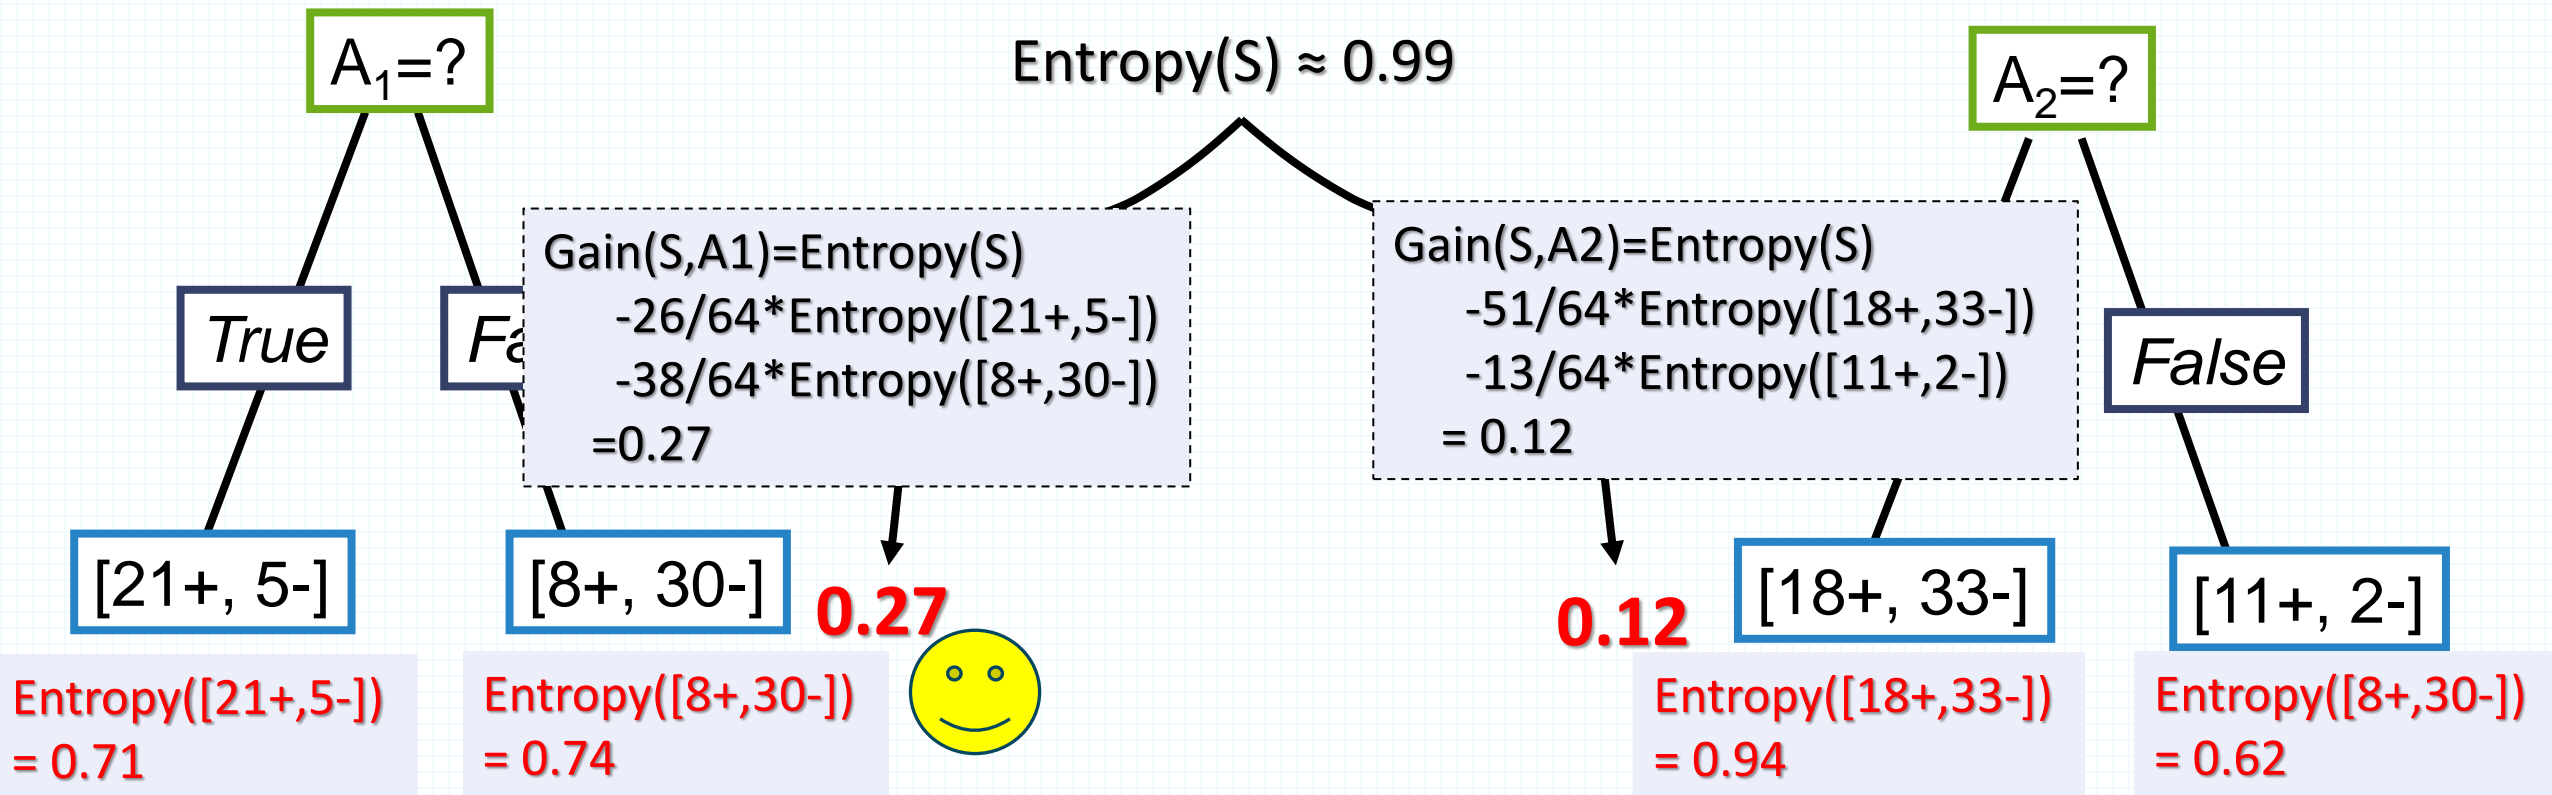 A₁=?
Entropy(S) ≈ 0.99
A₂=?
Gain(S,A1)=Entropy(S)
-26/64*Entropy([21+,5-])
-38/64*Entropy([8+,30-])
=0.27
Gain(S,A2)=Entropy(S)
-51/64*Entropy([18+,33-])
-13/64*Entropy([11+,2-])
= 0.12
True
Fa
False
[21+, 5-]
[8+, 30-]
0.27
0.12
[18+, 33-]
[11+, 2-]
Entropy([21+,5-])
= 0.71
Entropy([8+,30-])
= 0.74
Entropy([18+,33-])
= 0.94
Entropy([8+,30-])
= 0.62